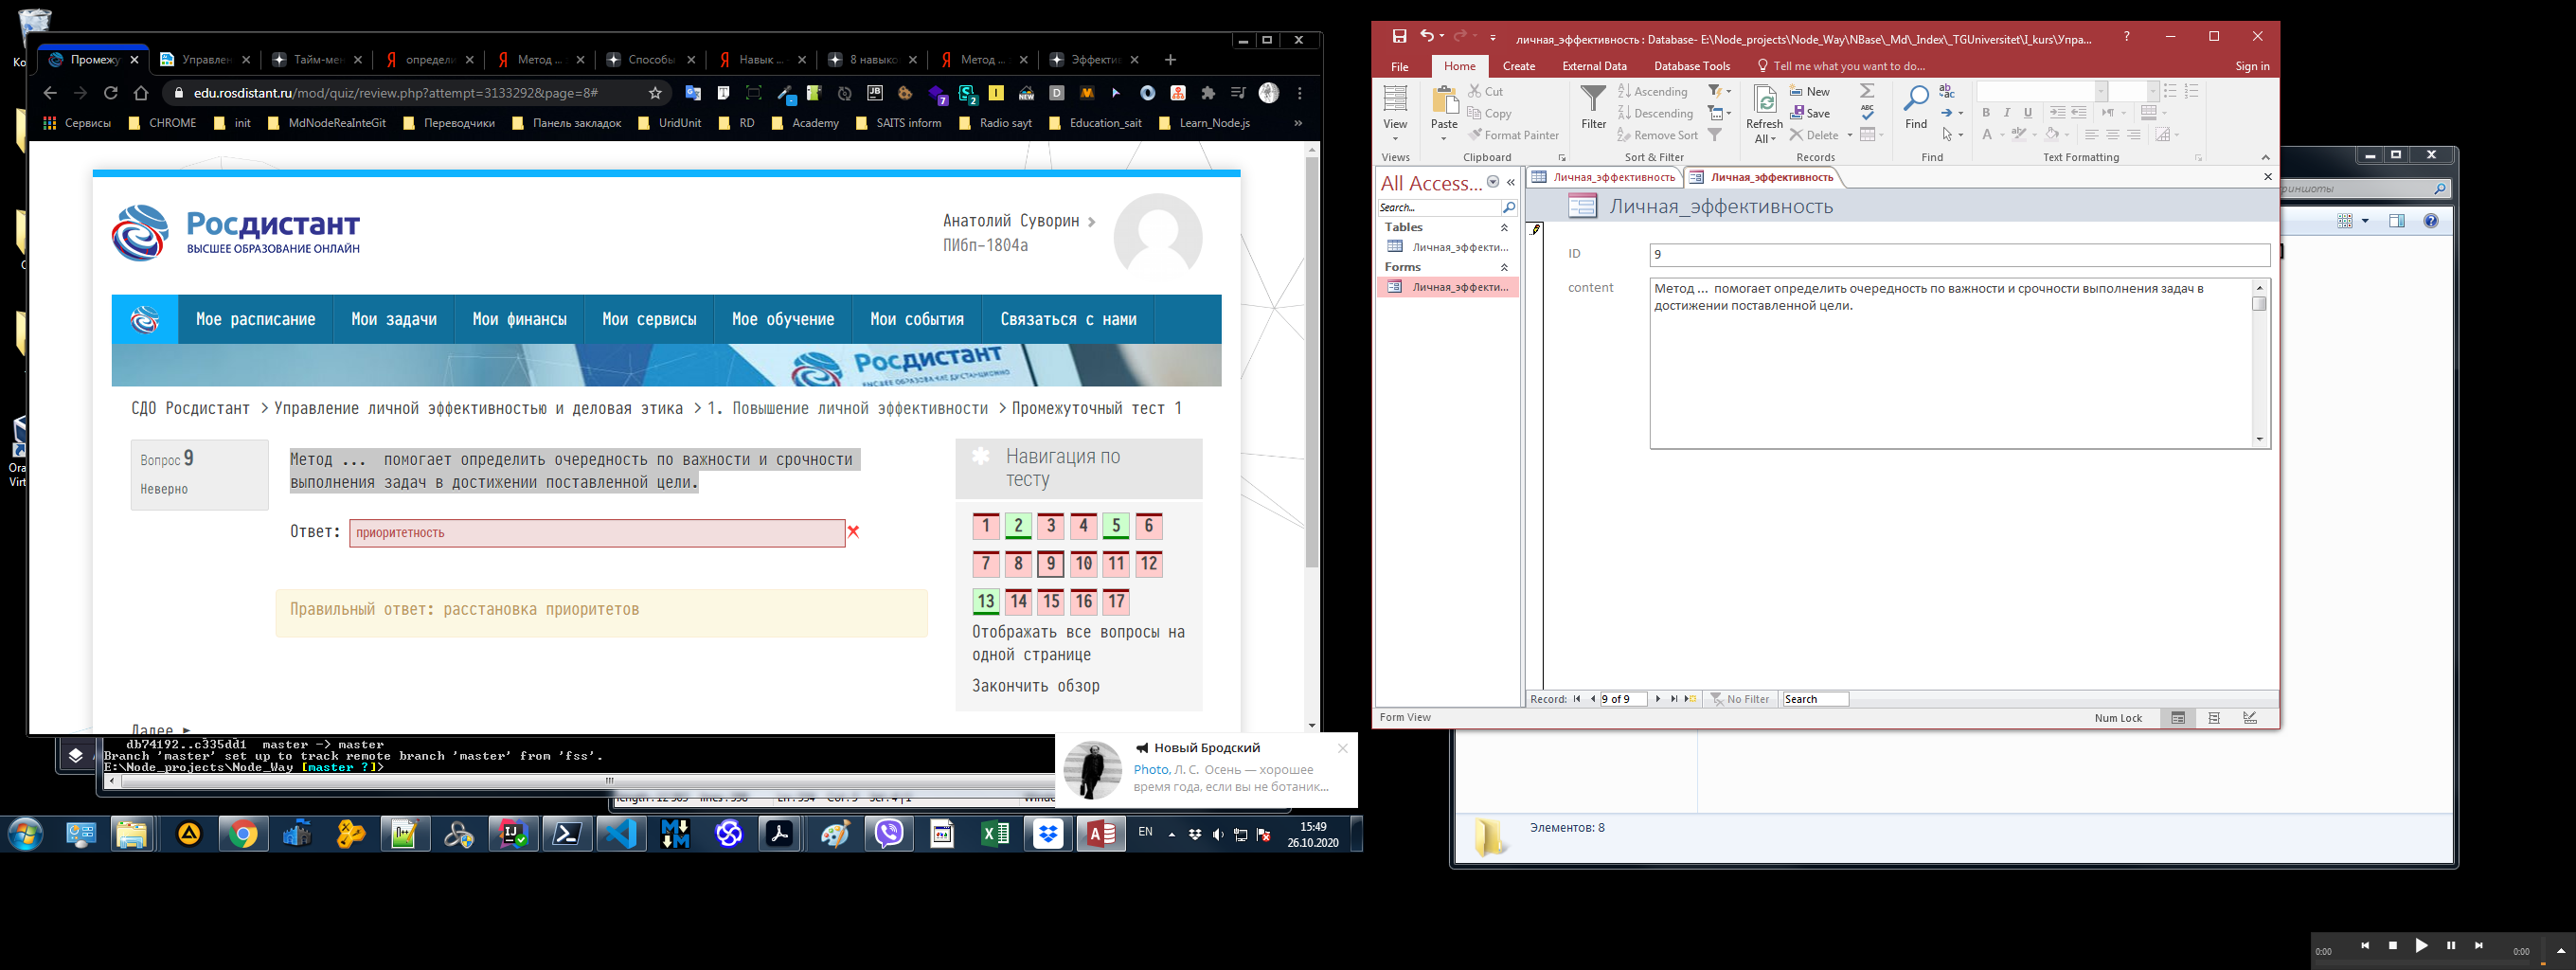 Промежу
Управлен
Тайм-мен
определи
Метод ...
Способы
Навык ...
8 навыко
Метод ...
Эффекти
edu.rosdistant.ru/mod/quiz/review.php?attempt=3133292&page=8#
Сервисы CHROME init MdNodeReaInteGit Переводчики Панель закладок UridUnit RD Academy SAITS inform Radio sayt Education_sait Learn_Node.js »
Росдистант
ВЫСШЕЕ ОБРАЗОВАНИЕ ОНЛАЙН
Анатолий Суворин
ПИбп-1804а
Мое расписание Мои задачи Мои финансы Мои сервисы Мое обучение Мои события Связаться с нами
Росдистант
ВЫСШЕЕ ОБРАЗОВАНИЕ ДИСТАНЦИОННО
СДО Росдистант > Управление личной эффективностью и деловая этика > 1. Повышение личной эффективности > Промежуточный тест 1
Вопрос 9
Неверно
Метод ... помогает определить очередность по важности и срочности
выполнения задач в достижении поставленной цели.
Ответ: приоритетность
Правильный ответ: расстановка приоритетов
Навигация по
тесту
1 2 3 4 5 6
7 8 9 10 11 12
13 14 15 16 17
Отображать все вопросы на
одной странице
Закончить обзор
Далее
db74192..c335dd1 master -> master
Branch 'master' set up to track remote branch 'master' from 'fss'.
E:\Node_projects\Node_Way [master ?]>
Новый Бродский
Photo, Л. С. Осень — хорошее
время года, если вы не ботаник...
EN
15:49
26.10.2020
личная_эффективность : Database- E:\Node_projects\Node_Way\NBase\_Md\_Index\_TGUniversitet\I_kurs\Упра...
File Home Create External Data Database Tools Tell me what you want to do... Sign in
View
Views
Paste
Cut
Copy
Format Painter
Clipboard
Filter
Ascending
Descending
Remove Sort
Sort & Filter
Refresh
All
New
Save
Delete
Records
Find
Find
B I U
Text Formatting
All Access...
Search...
Tables
Личная_эффекти...
Forms
Личная_эффекти...
Личная_эффективность
Личная_эффективность
Личная_эффективность
ID
9
content
Метод ... помогает определить очередность по важности и срочности выполнения задач в
достижении поставленной цели.
Record: 9 of 9 No Filter Search
Form View
Num Lock
Элементов: 8
0:00
0:00